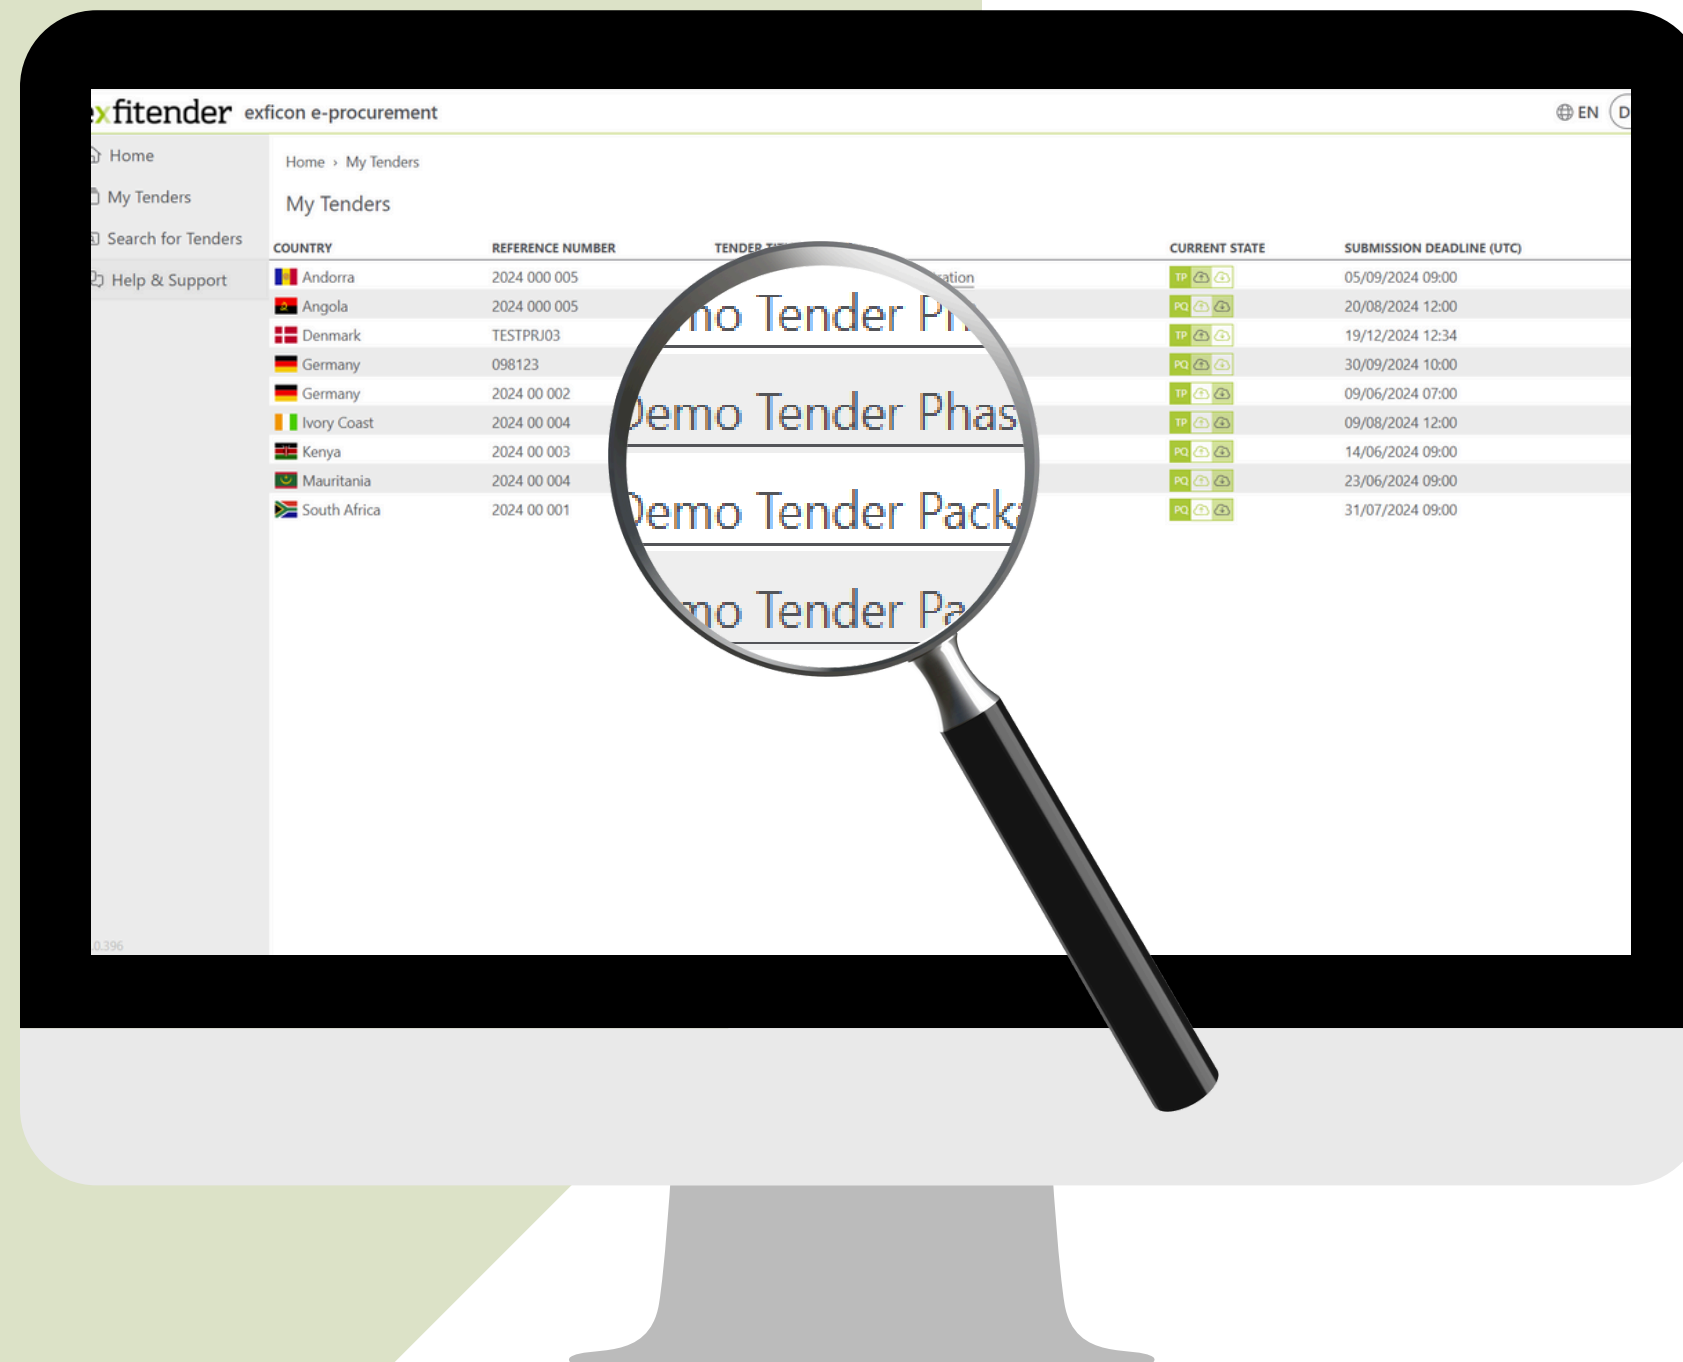 exfitender exficon e-procurement EN D
Home
My Tenders
Search for Tenders
Help & Support
Home › My Tenders
My Tenders
COUNTRY REFERENCE NUMBER TENDER CURRENT STATE SUBMISSION DEADLINE (UTC)
Andorra 2024 000 005 TP 05/09/2024 09:00
Angola 2024 000 005 PQ 20/08/2024 12:00
Denmark TESTPRJ03 TP 19/12/2024 12:34
Germany 098123 PQ 30/09/2024 10:00
Germany 2024 00 002 TP 09/06/2024 07:00
Ivory Coast 2024 00 004 TP 09/08/2024 12:00
Kenya 2024 00 003 PQ 14/06/2024 09:00
Mauritania 2024 00 004 PQ 23/06/2024 09:00
South Africa 2024 00 001 PQ 31/07/2024 09:00
Tender
Demo Tender Phas
Demo Tender Packa
mo Tender Pa
.0.396